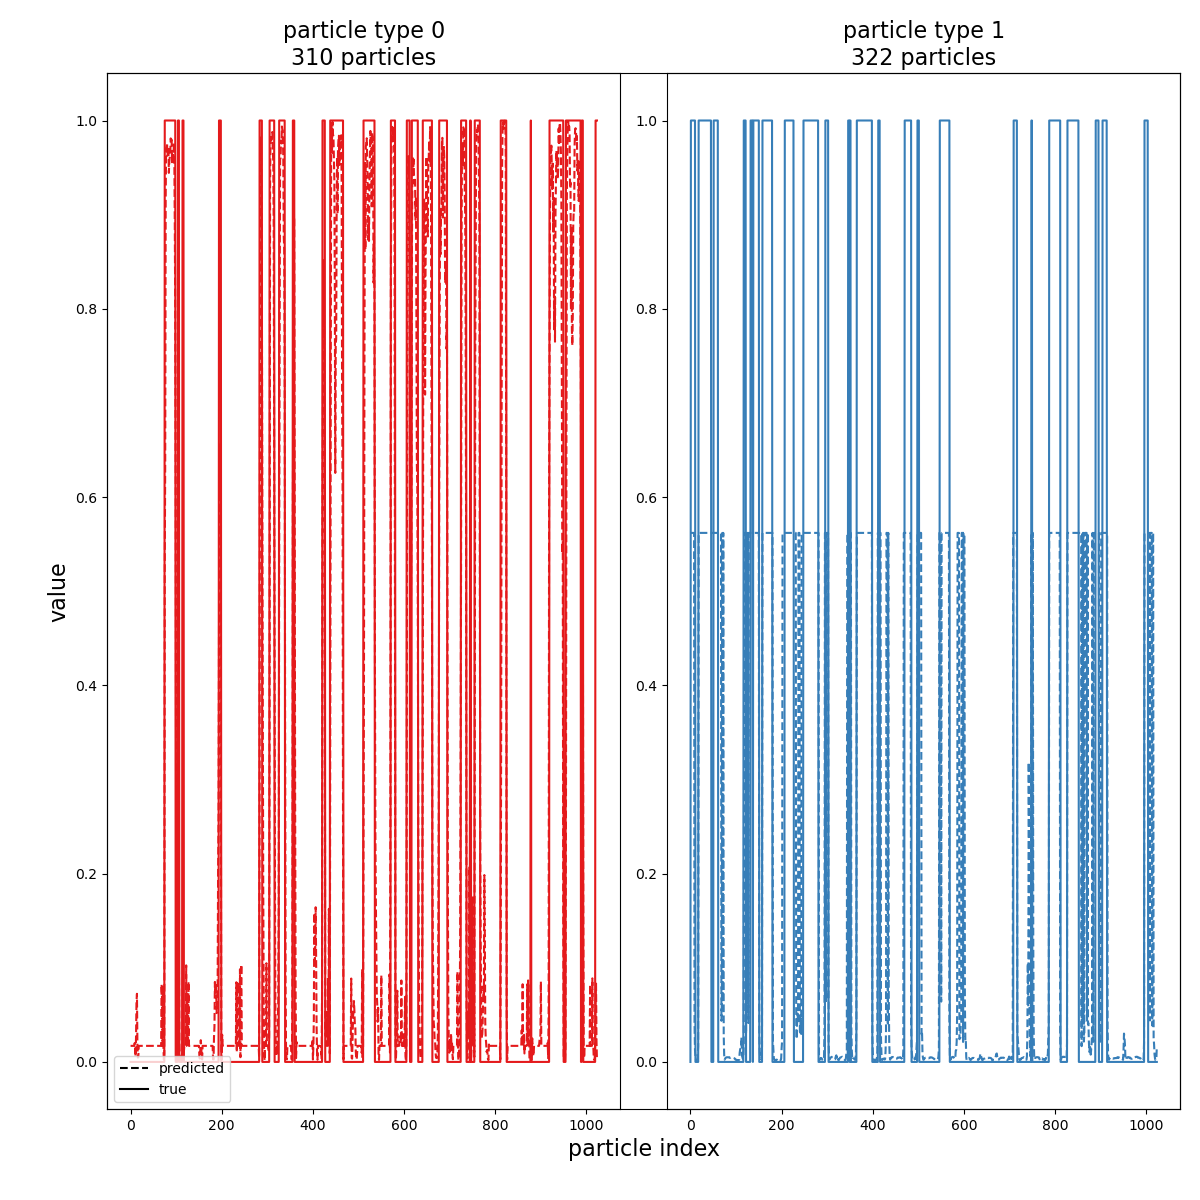 particle type 0
310 particles
particle type 1
322 particles
1.0
0.8
0.6
0.4
0.2
0.0
1.0
0.8
0.6
0.4
0.2
0.0
value
predicted
true
0 200 400 600 800 1000
0 200 400 600 800 1000
particle index